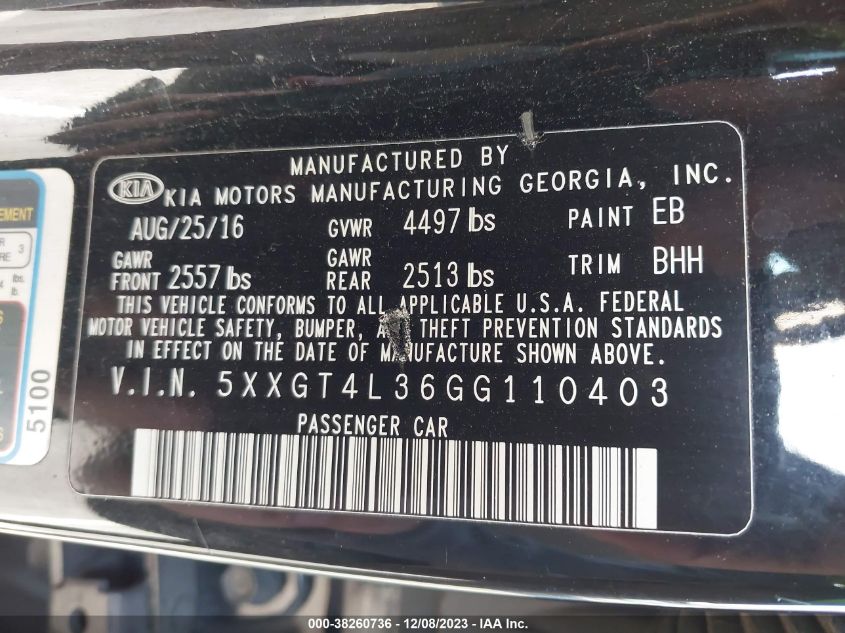 MANUFACTURED BY
KIA KIA MOTORS MANUFACTURING GEORGIA, INC.
AUG/25/16 GVWR 4497 lbs PAINT EB
GAWR FRONT 2557 lbs GAWR REAR 2513 lbs TRIM BHH
THIS VEHICLE CONFORMS TO ALL APPLICABLE U.S.A. FEDERAL
MOTOR VEHICLE SAFETY, BUMPER, THEFT PREVENTION STANDARDS
IN EFFECT ON THE DATE OF MANUFACTURE SHOWN ABOVE.
V.I.N. 5XXGT4L36GG110403
PASSENGER CAR
5100
000-38260736 - 12/08/2023 - IAA Inc.